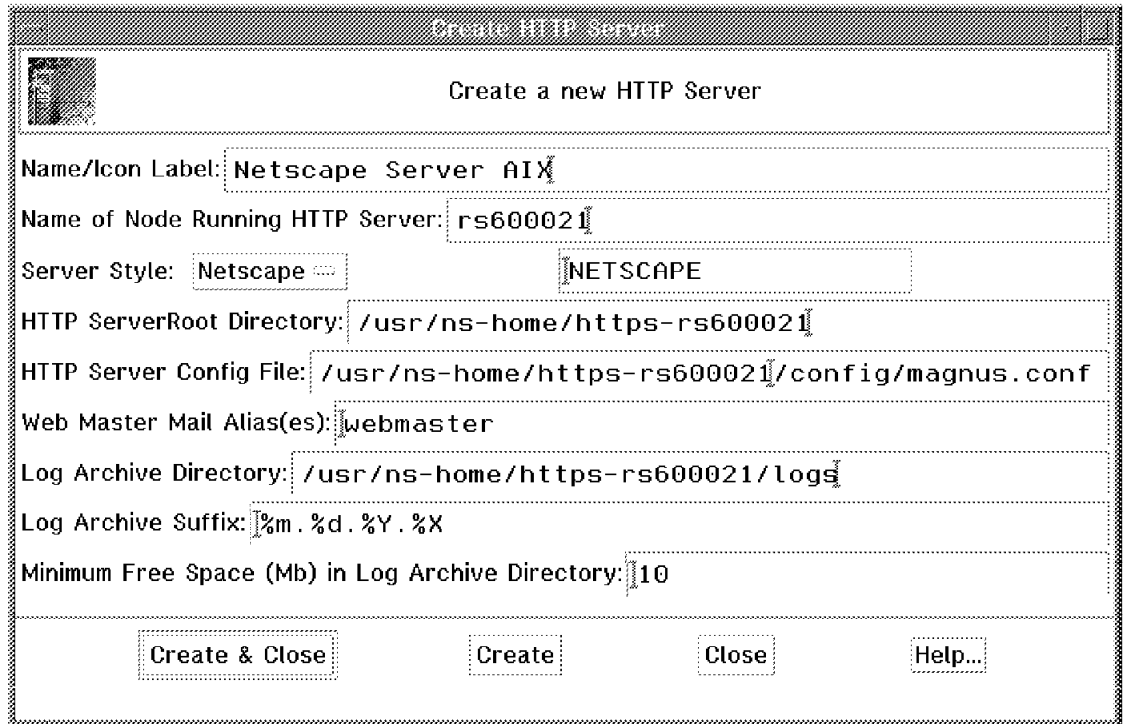 Create HTTP Server
Create a new HTTP Server
Name/Icon Label: Netscape Server AIX
Name of Node Running HTTP Server: rs600021
Server Style: Netscape NETSCAPE
HTTP ServerRoot Directory: /usr/ns-home/https-rs600021
HTTP Server Config File: /usr/ns-home/https-rs600021/config/magnus.conf
Web Master Mail Alias(es): webmaster
Log Archive Directory: /usr/ns-home/https-rs600021/logs
Log Archive Suffix: %m.%d.%Y.%X
Minimum Free Space (Mb) in Log Archive Directory: 10
Create & Close Create Close Help...